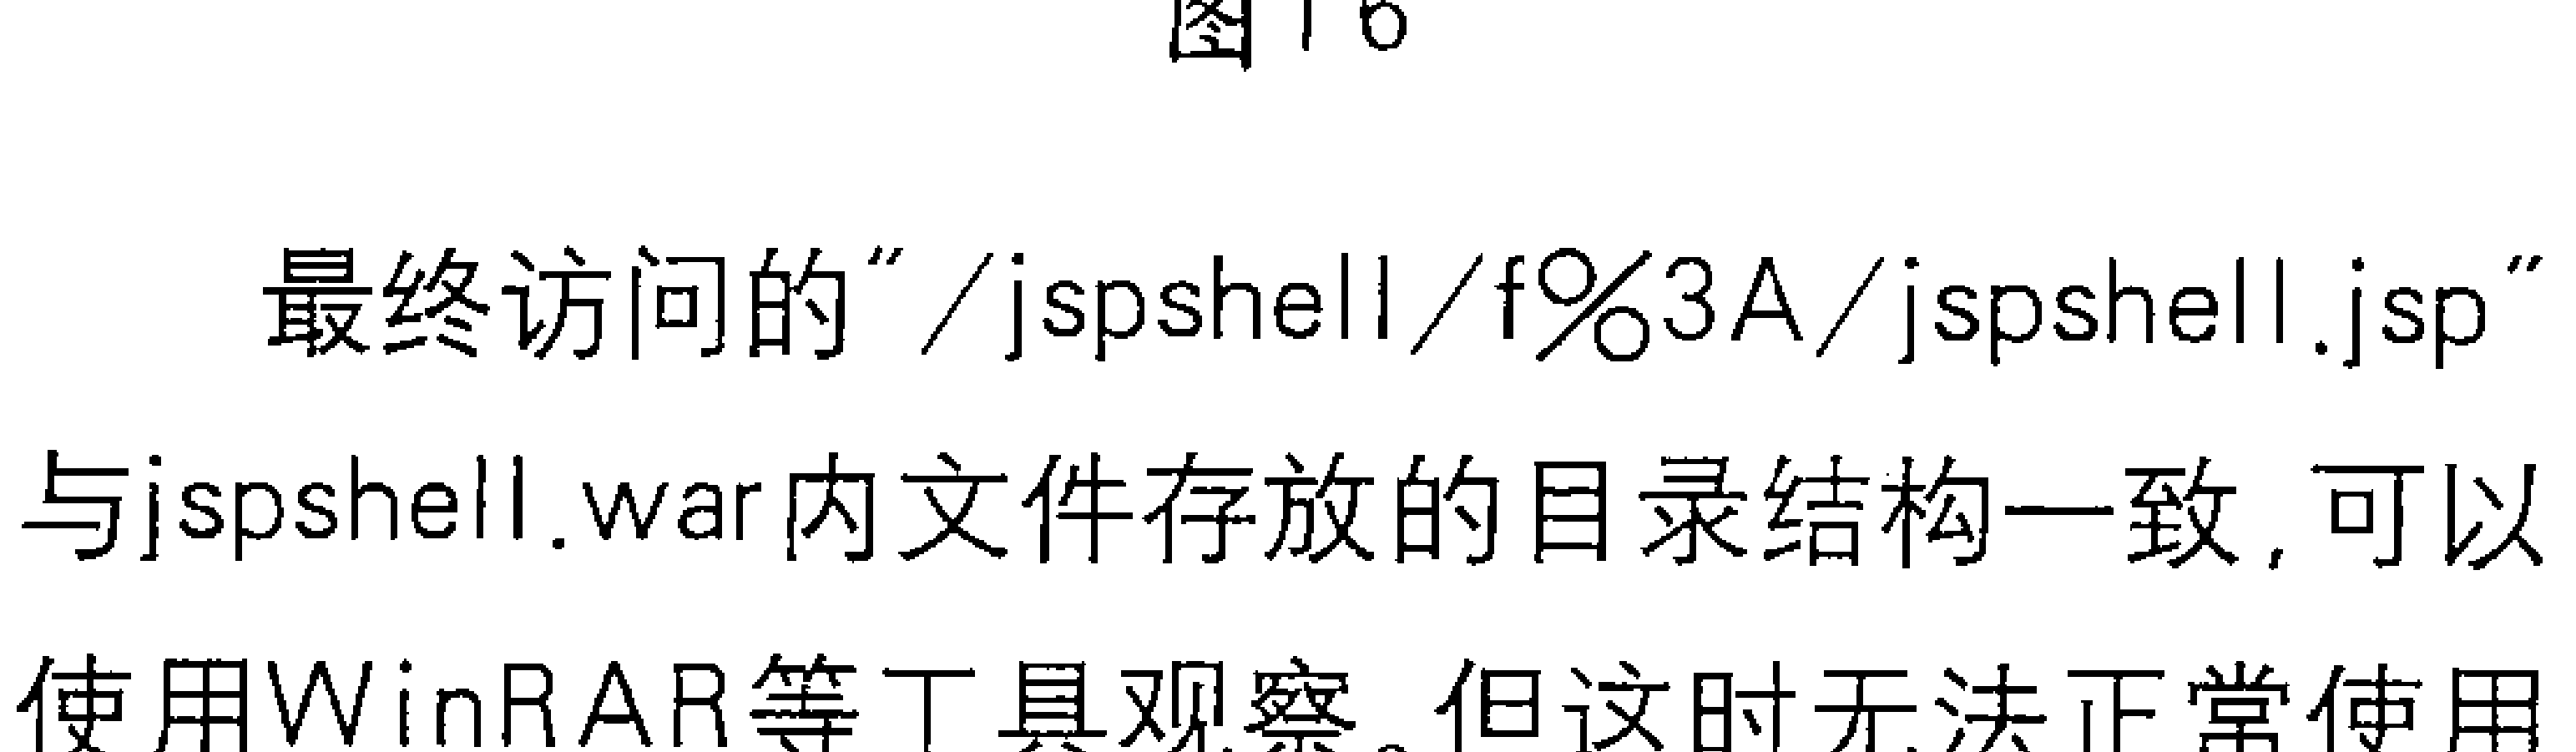 图16
最终访问的“/jspshell/f%3A/jspshell.jsp”
与jspshell.war内文件存放的目录结构一致,可以
使用WinRAR等工具观察。但这时无法正常使用